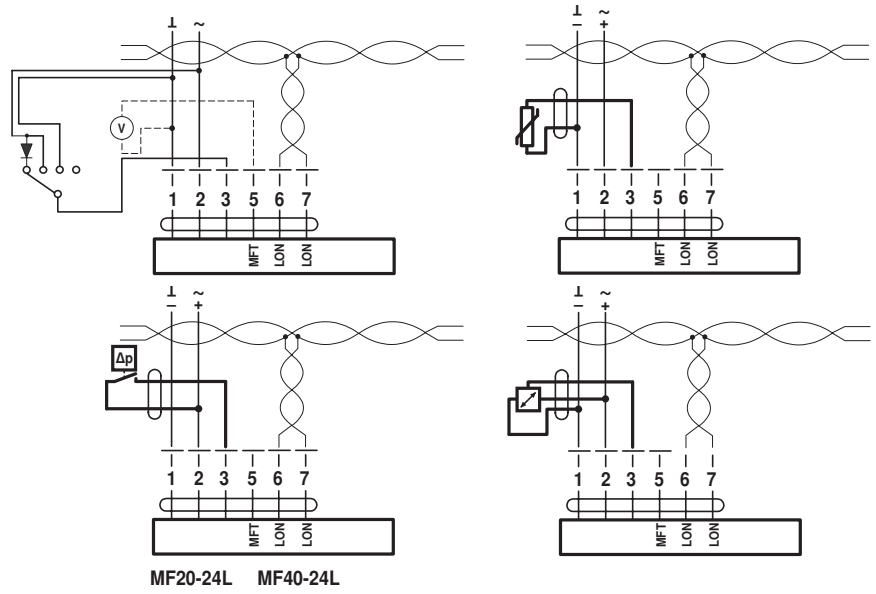 ⊥ ~
V
1 2 3 5 6 7
MFT LON LON
⊥ ~
– +
1 2 3 5 6 7
MFT LON LON
⊥ ~
– +
Δp
1 2 3 5 6 7
MFT LON LON
⊥ ~
– +
1 2 3 5 6 7
MFT LON LON
MF20-24L MF40-24L